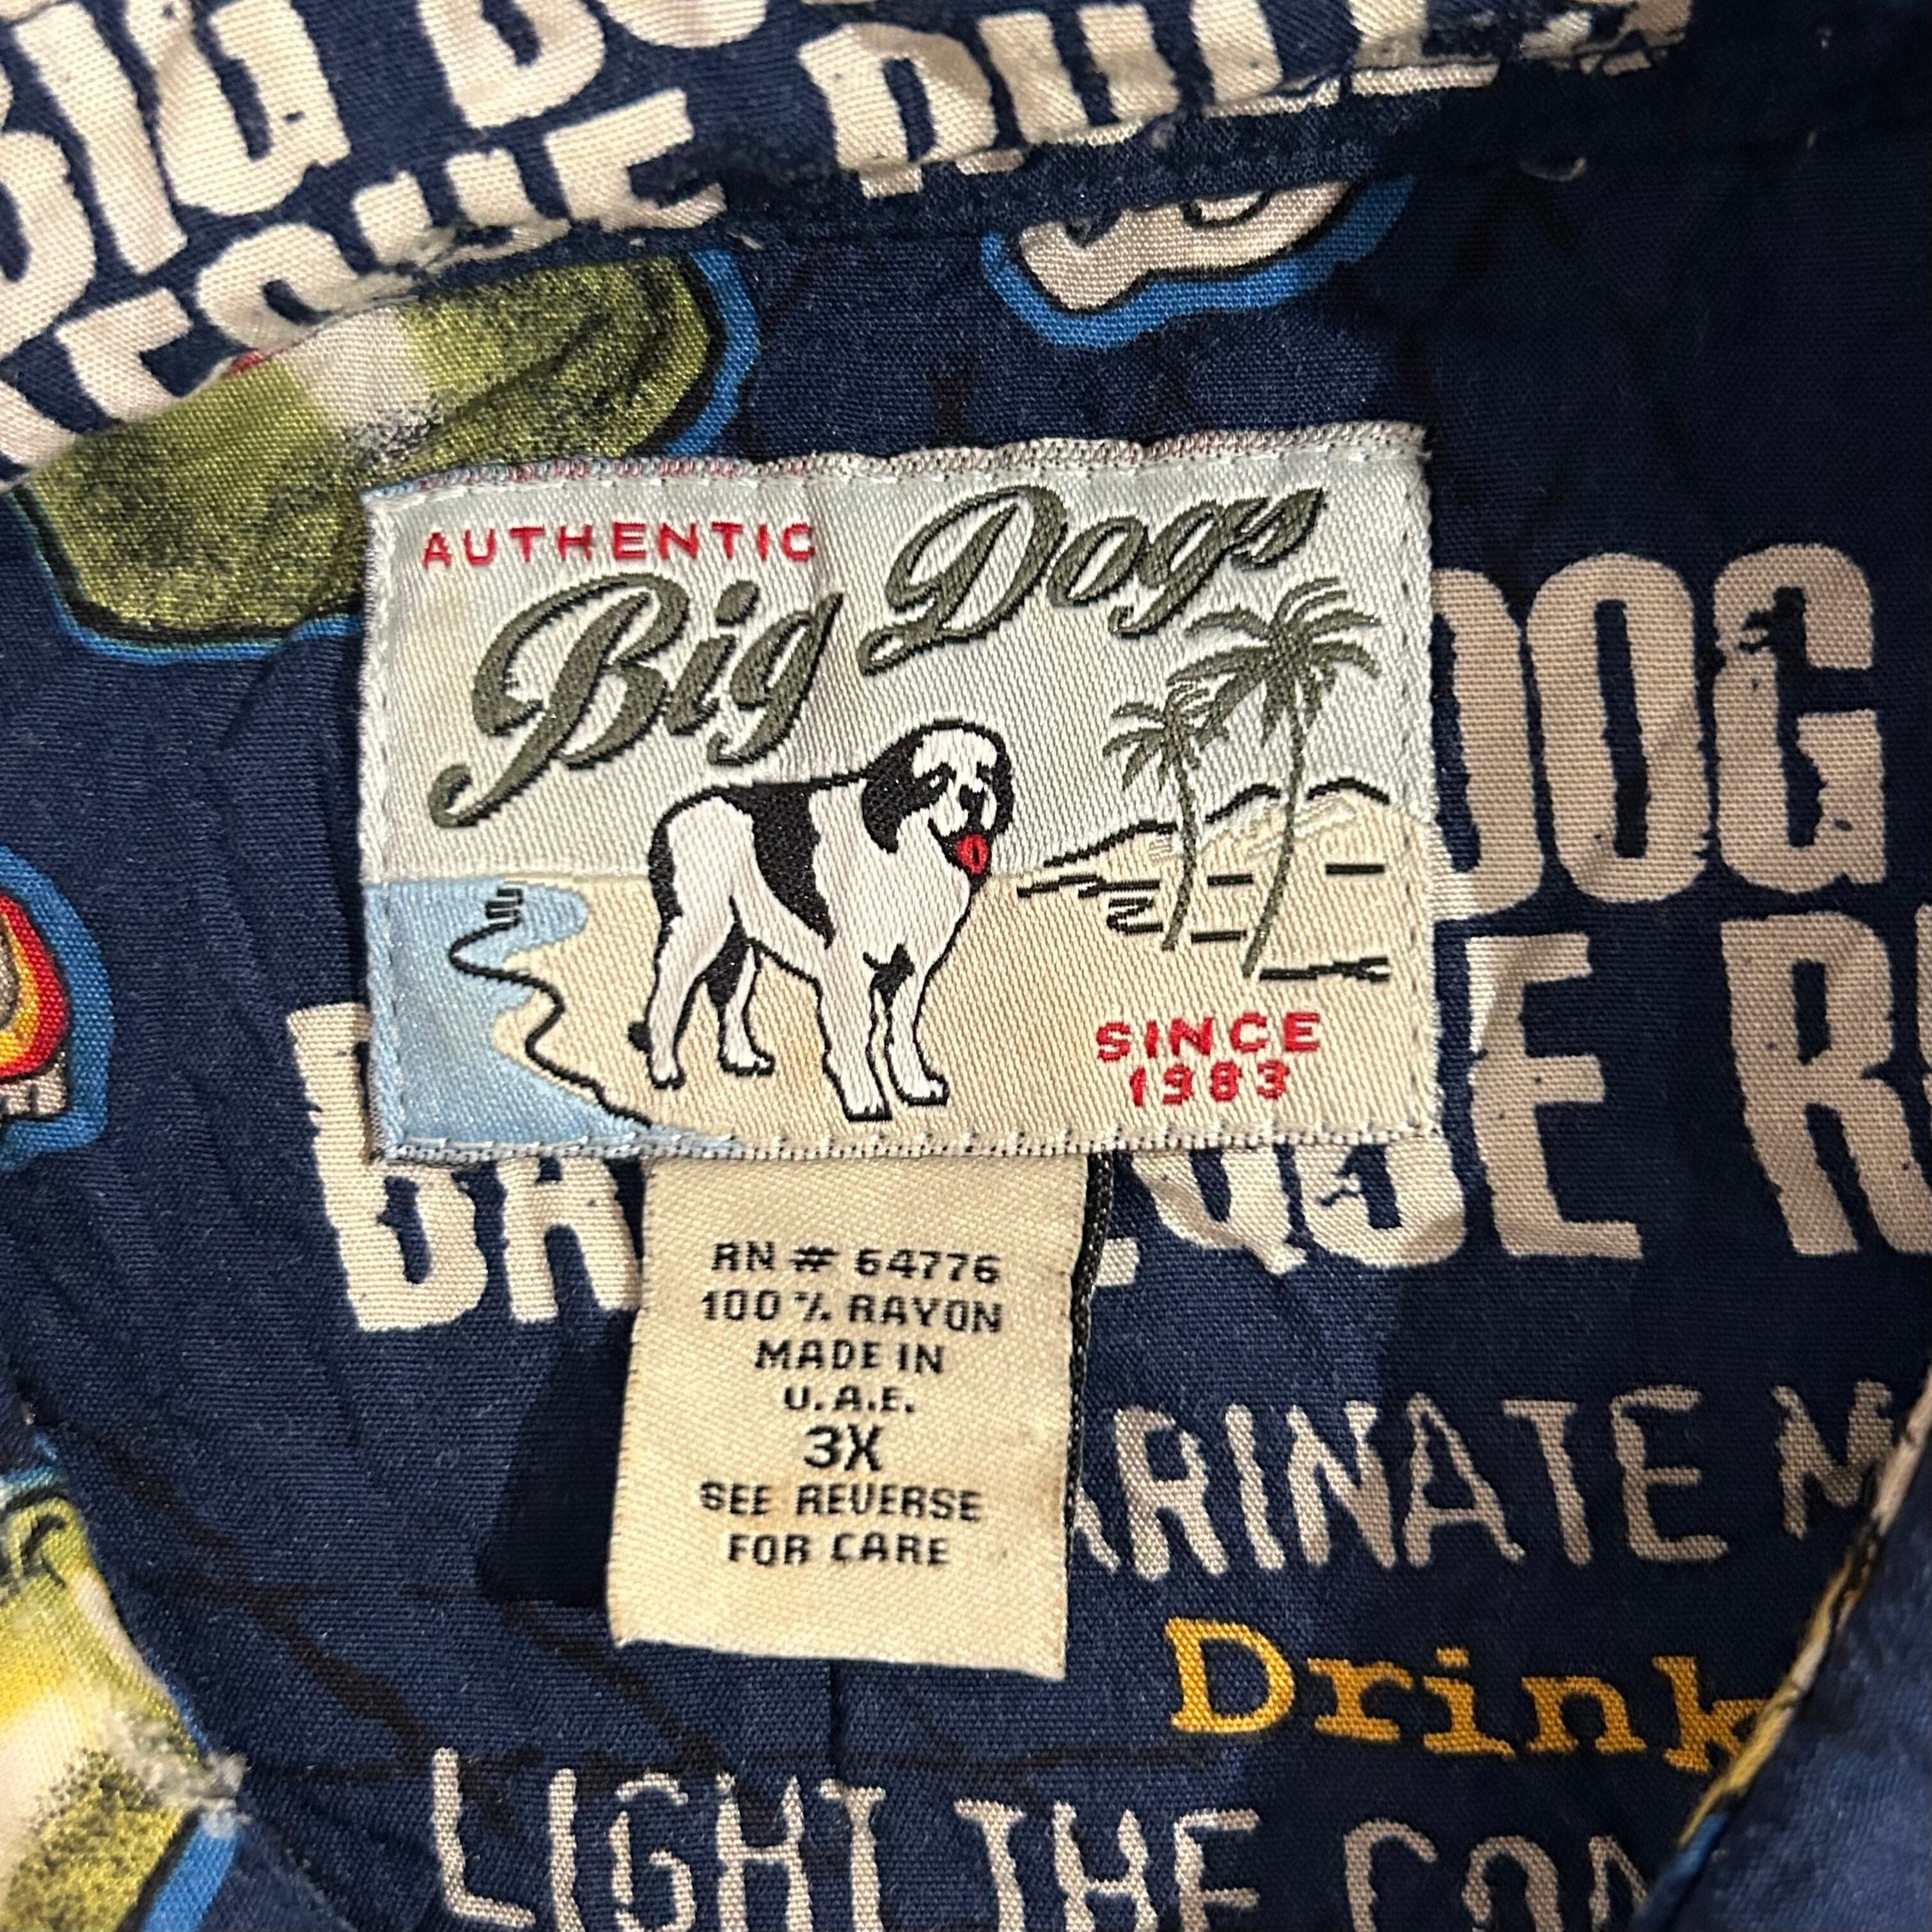 BIG
AUTHENTIC
Big Dogs
SINCE
1983
DOG
RN # 64776
100% RAYON
MADE IN
U.A.E.
3X
SEE REVERSE
FOR CARE
Drink
LIGHT THE